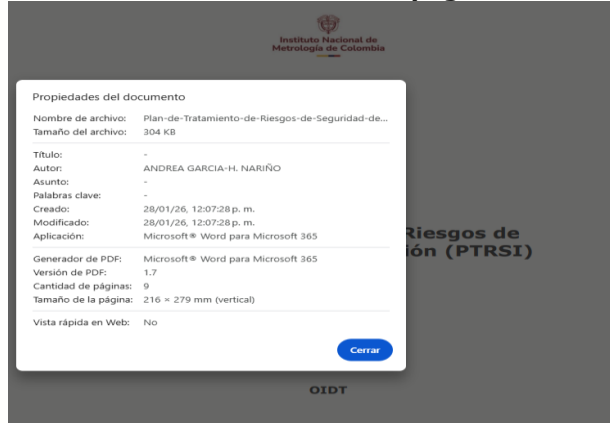 Instituto Nacional de
Metrología de Colombia
Propiedades del documento
Nombre de archivo: Plan-de-Tratamiento-de-Riesgos-de-Seguridad-de...
Tamaño del archivo: 304 KB
Título: -
Autor: ANDREA GARCIA-H. NARIÑO
Asunto: -
Palabras clave: -
Creado: 28/01/26, 12:07:28 p. m.
Modificado: 28/01/26, 12:07:28 p. m.
Aplicación: Microsoft® Word para Microsoft 365
Riesgos de
ión (PTRSI)
Generador de PDF: Microsoft® Word para Microsoft 365
Versión de PDF: 1.7
Cantidad de páginas: 9
Tamaño de la página: 216 × 279 mm (vertical)
Vista rápida en Web: No
Cerrar
OIDT